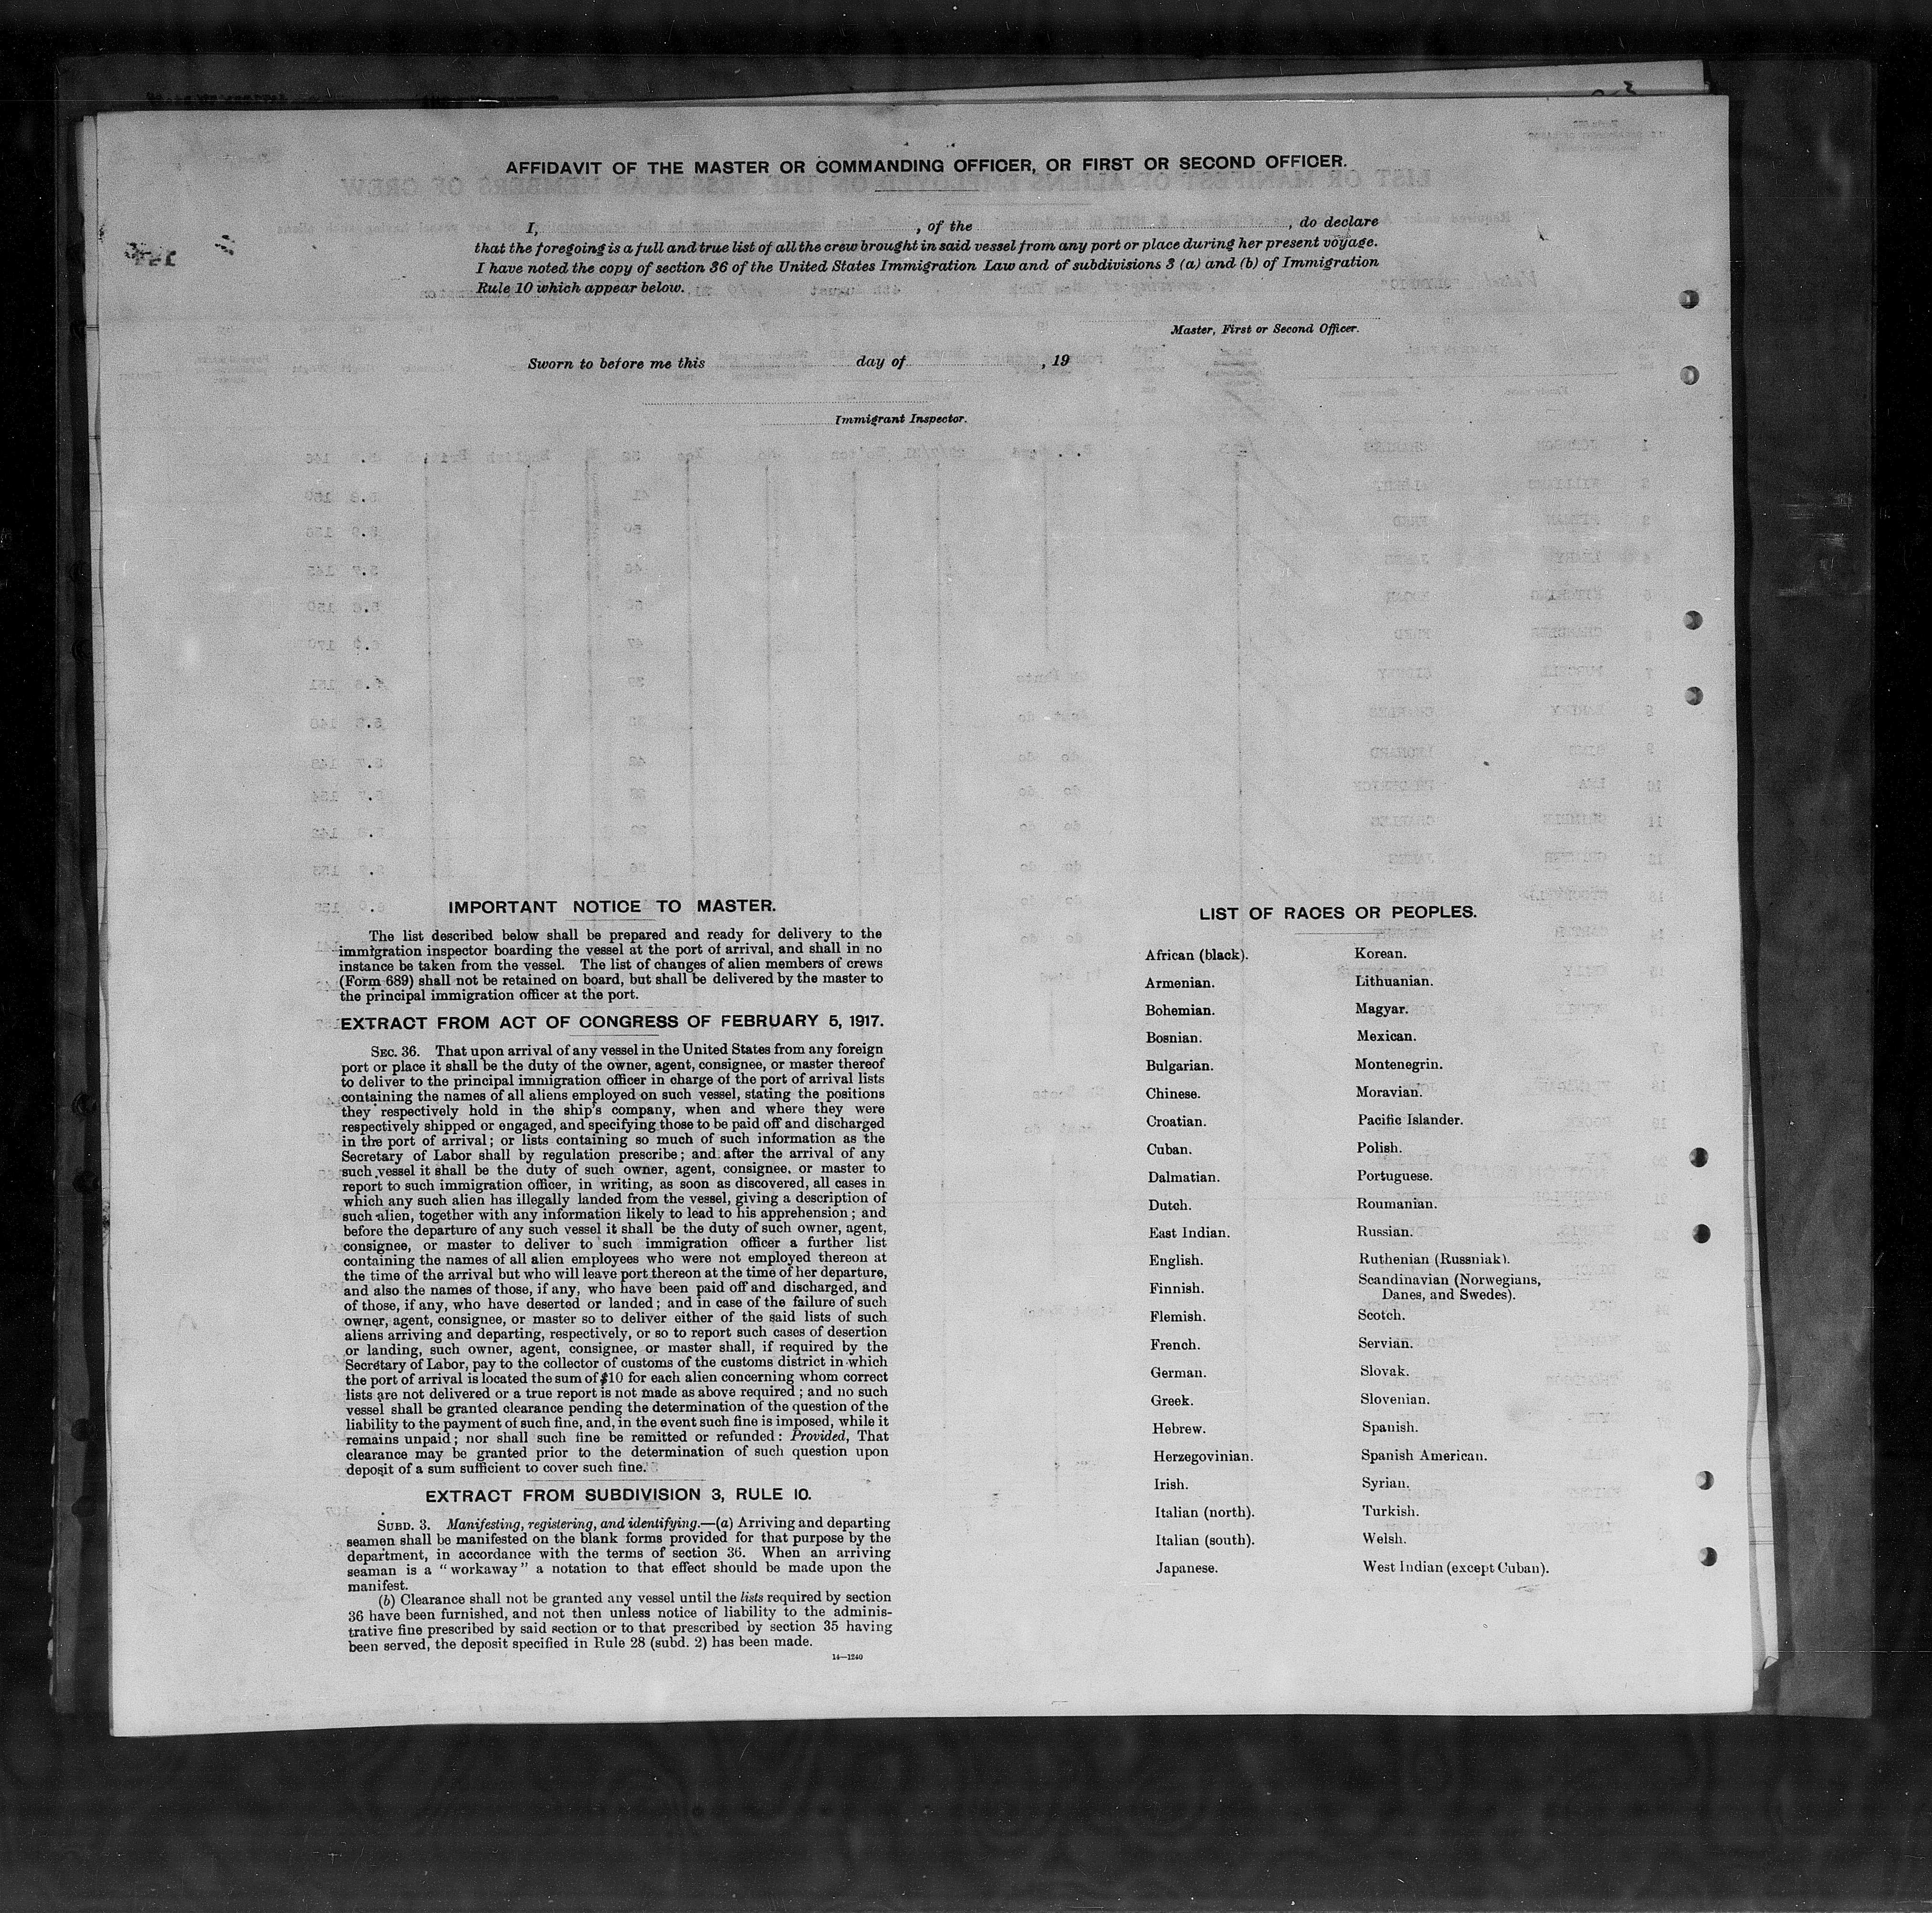 AFFIDAVIT OF THE MASTER OR COMMANDING OFFICER, OR FIRST OR SECOND OFFICER.
I, , of the , do declare
that the foregoing is a full and true list of all the crew brought in said vessel from any port or place during her present voyage.
I have noted the copy of section 36 of the United States Immigration Law and of subdivisions 3 (a) and (b) of Immigration
Rule 10 which appear below.
Master, First or Second Officer.
Sworn to before me this day of , 19
Immigrant Inspector.
IMPORTANT NOTICE TO MASTER.
The list described below shall be prepared and ready for delivery to the
immigration inspector boarding the vessel at the port of arrival, and shall in no
instance be taken from the vessel. The list of changes of alien members of crews
(Form 689) shall not be retained on board, but shall be delivered by the master to
the principal immigration officer at the port.
EXTRACT FROM ACT OF CONGRESS OF FEBRUARY 5, 1917.
SEC. 36. That upon arrival of any vessel in the United States from any foreign
port or place it shall be the duty of the owner, agent, consignee, or master thereof
to deliver to the principal immigration officer in charge of the port of arrival lists
containing the names of all aliens employed on such vessel, stating the positions
they respectively hold in the ship's company, when and where they were
respectively shipped or engaged, and specifying those to be paid off and discharged
in the port of arrival; or lists containing so much of such information as the
Secretary of Labor shall by regulation prescribe; and after the arrival of any
such vessel it shall be the duty of such owner, agent, consignee, or master to
report to such immigration officer, in writing, as soon as discovered, all cases in
which any such alien has illegally landed from the vessel, giving a description of
such alien, together with any information likely to lead to his apprehension; and
before the departure of any such vessel it shall be the duty of such owner, agent,
consignee, or master to deliver to such immigration officer a further list
containing the names of all alien employees who were not employed thereon at
the time of the arrival but who will leave port thereon at the time of her departure,
and also the names of those, if any, who have been paid off and discharged, and
of those, if any, who have deserted or landed; and in case of the failure of such
owner, agent, consignee, or master so to deliver either of the said lists of such
aliens arriving and departing, respectively, or so to report such cases of desertion
or landing, such owner, agent, consignee, or master shall, if required by the
Secretary of Labor, pay to the collector of customs of the customs district in which
the port of arrival is located the sum of $10 for each alien concerning whom correct
lists are not delivered or a true report is not made as above required; and no such
vessel shall be granted clearance pending the determination of the question of the
liability to the payment of such fine, and, in the event such fine is imposed, while it
remains unpaid; nor shall such fine be remitted or refunded: Provided, That
clearance may be granted prior to the determination of such question upon
deposit of a sum sufficient to cover such fine.
EXTRACT FROM SUBDIVISION 3, RULE 10.
SUBD. 3. Manifesting, registering, and identifying.—(a) Arriving and departing
seamen shall be manifested on the blank forms provided for that purpose by the
department, in accordance with the terms of section 36. When an arriving
seaman is a "workaway" a notation to that effect should be made upon the
manifest.
(b) Clearance shall not be granted any vessel until the lists required by section
36 have been furnished, and not then unless notice of liability to the adminis-
trative fine prescribed by said section or to that prescribed by section 35 having
been served, the deposit specified in Rule 28 (subd. 2) has been made.
14—1240
LIST OF RACES OR PEOPLES.
African (black).
Armenian.
Bohemian.
Bosnian.
Bulgarian.
Chinese.
Croatian.
Cuban.
Dalmatian.
Dutch.
East Indian.
English.
Finnish.
Flemish.
French.
German.
Greek.
Hebrew.
Herzegovinian.
Irish.
Italian (north).
Italian (south).
Japanese.
Korean.
Lithuanian.
Magyar.
Mexican.
Montenegrin.
Moravian.
Pacific Islander.
Polish.
Portuguese.
Roumanian.
Russian.
Ruthenian (Russniak).
Scandinavian (Norwegians,
Danes, and Swedes).
Scotch.
Servian.
Slovak.
Slovenian.
Spanish.
Spanish American.
Syrian.
Turkish.
Welsh.
West Indian (except Cuban).